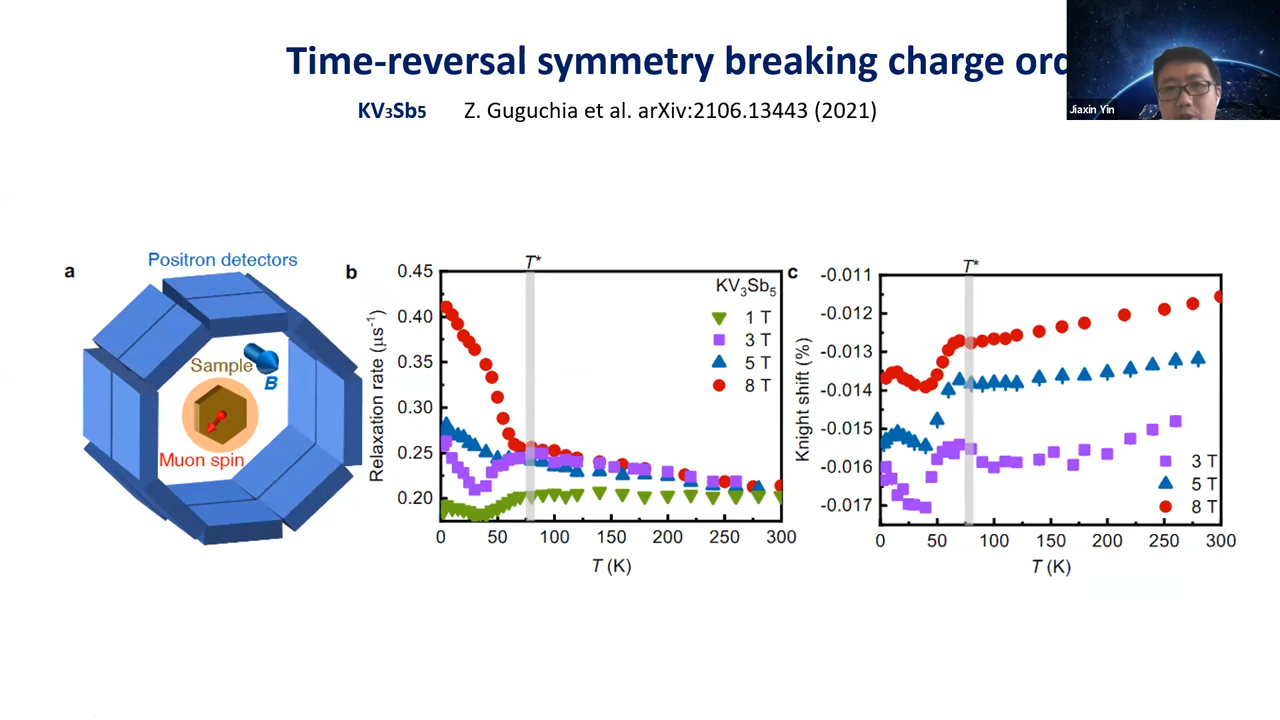 Time-reversal symmetry breaking charge ord
Jiaxin Yin
KV₃Sb₅ Z. Guguchia et al. arXiv:2106.13443 (2021)
a
Positron detectors
Sample
B
Muon spin
b
T*
Relaxation rate (μs⁻¹)
0.45
0.40
0.35
0.30
0.25
0.20
KV₃Sb₅
1 T
3 T
5 T
8 T
0 50 100 150 200 250 300
T (K)
c
T*
Knight shift (%)
-0.011
-0.012
-0.013
-0.014
-0.015
-0.016
-0.017
3 T
5 T
8 T
0 50 100 150 200 250 300
T (K)